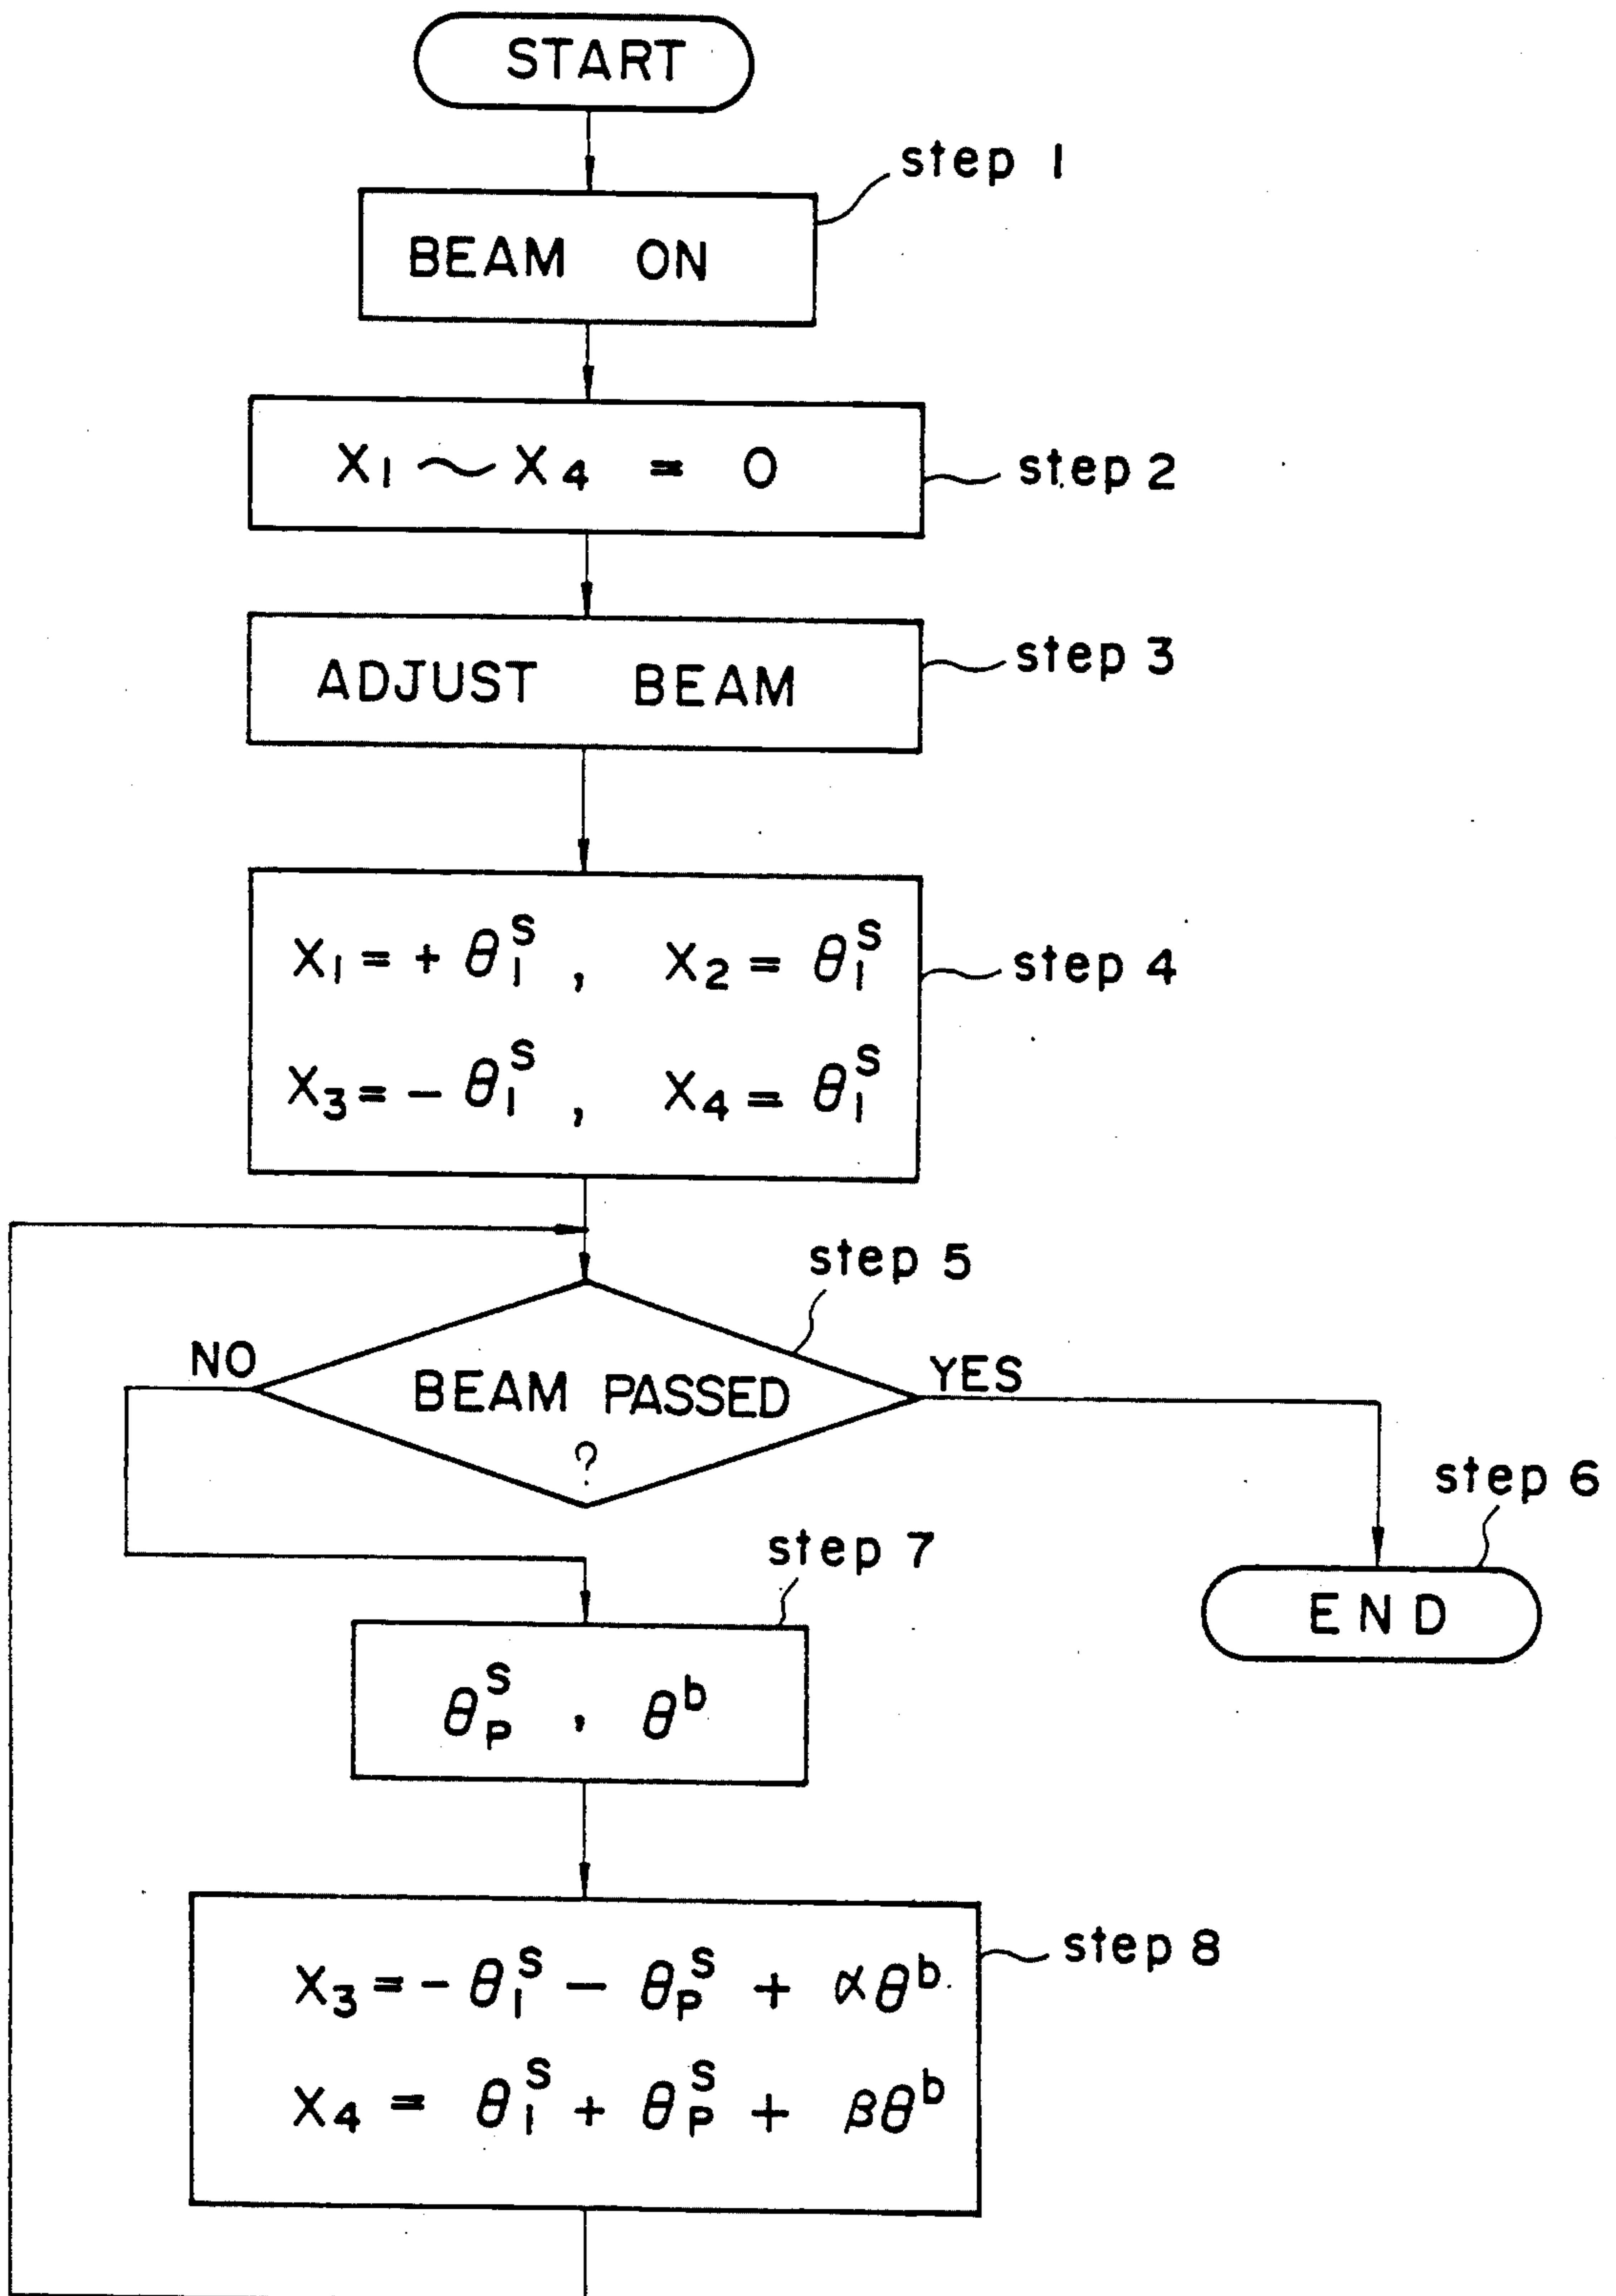 START
step 1
BEAM ON
X₁ ~ X₄ = 0
step 2
ADJUST BEAM
step 3
X₁ = + θ₁ˢ , X₂ = θ₁ˢ
X₃ = - θ₁ˢ , X₄ = θ₁ˢ
step 4
step 5
NO
BEAM PASSED
?
YES
step 6
END
step 7
θₚˢ , θᵇ
step 8
X₃ = - θ₁ˢ - θₚˢ + αθᵇ
X₄ = θ₁ˢ + θₚˢ + βθᵇ